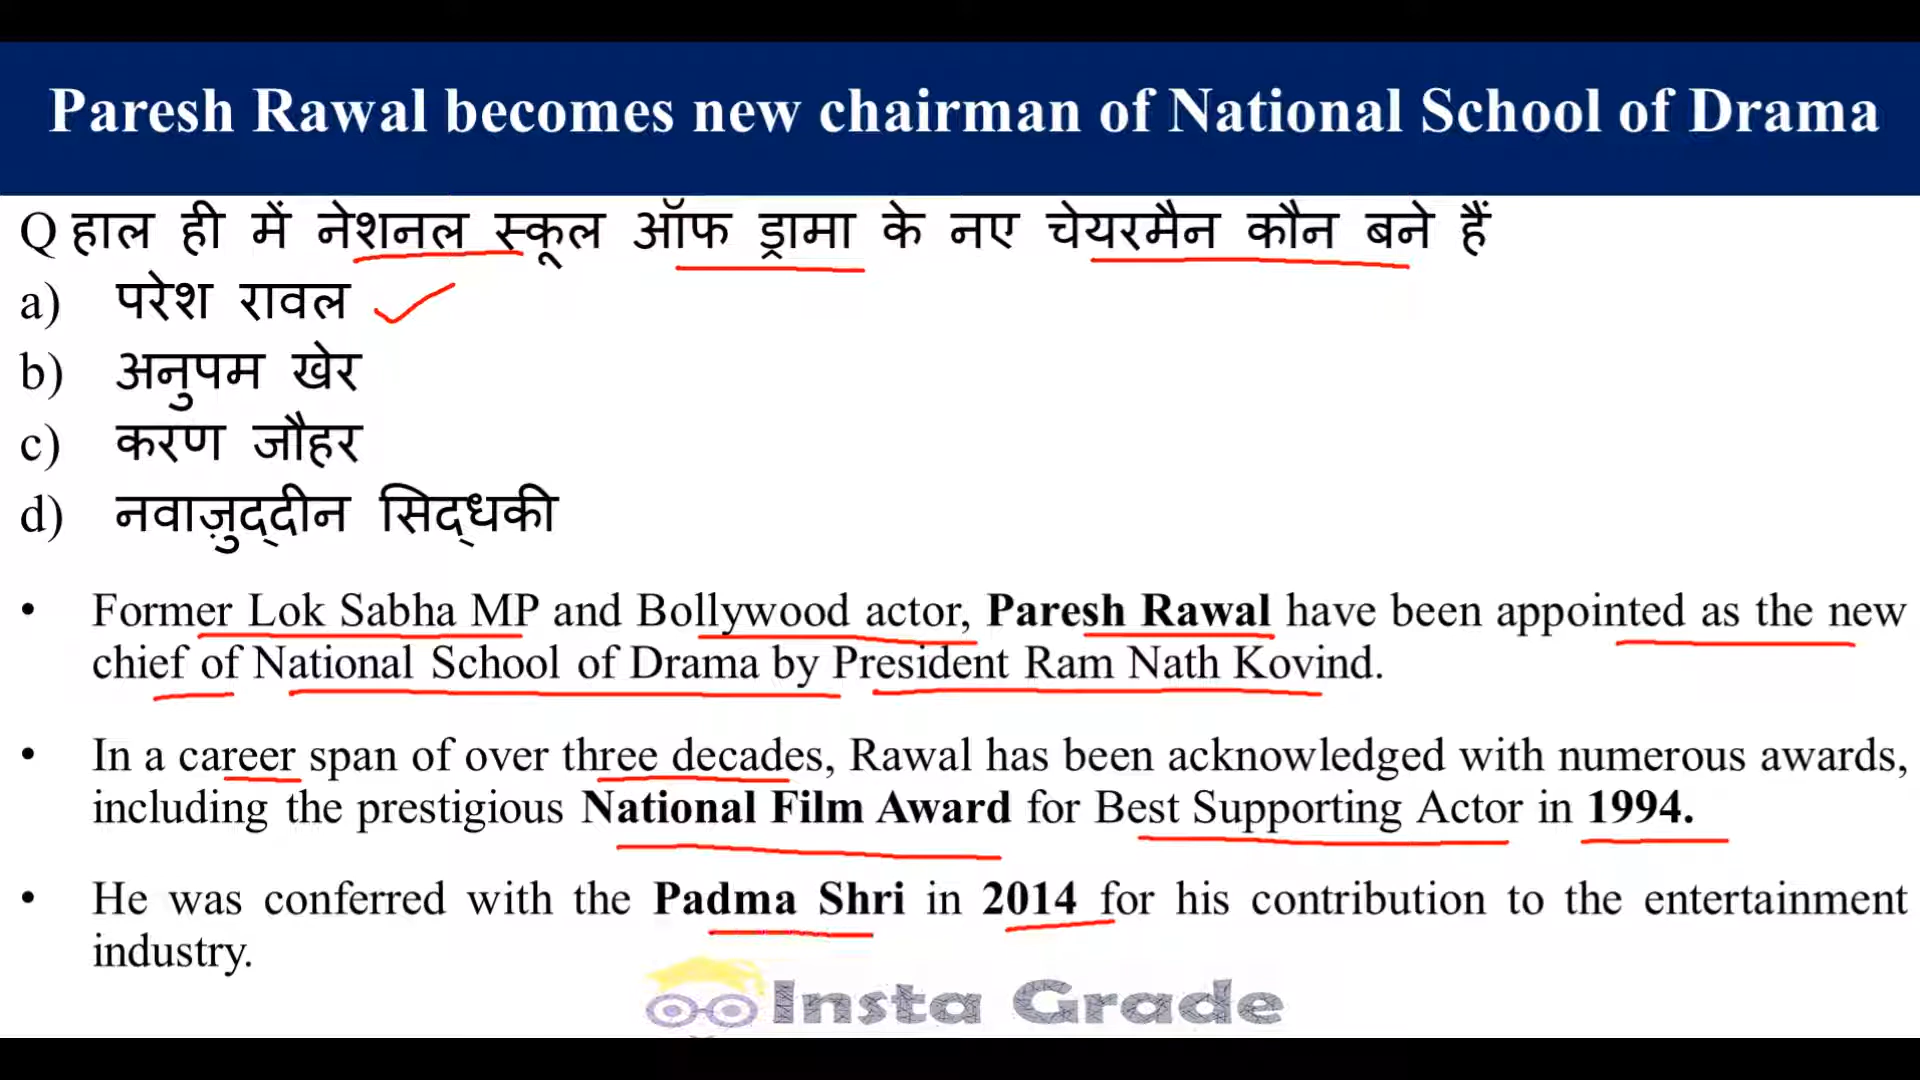 Paresh Rawal becomes new chairman of National School of Drama
Q हाल ही में नेशनल स्कूल ऑफ ड्रामा के नए चेयरमैन कौन बने हैं
a) परेश रावल
b) अनुपम खेर
c) करण जौहर
d) नवाज़ुद्दीन सिद्धकी
• Former Lok Sabha MP and Bollywood actor, Paresh Rawal have been appointed as the new
chief of National School of Drama by President Ram Nath Kovind.
• In a career span of over three decades, Rawal has been acknowledged with numerous awards,
including the prestigious National Film Award for Best Supporting Actor in 1994.
• He was conferred with the Padma Shri in 2014 for his contribution to the entertainment
industry.
Insta Grade